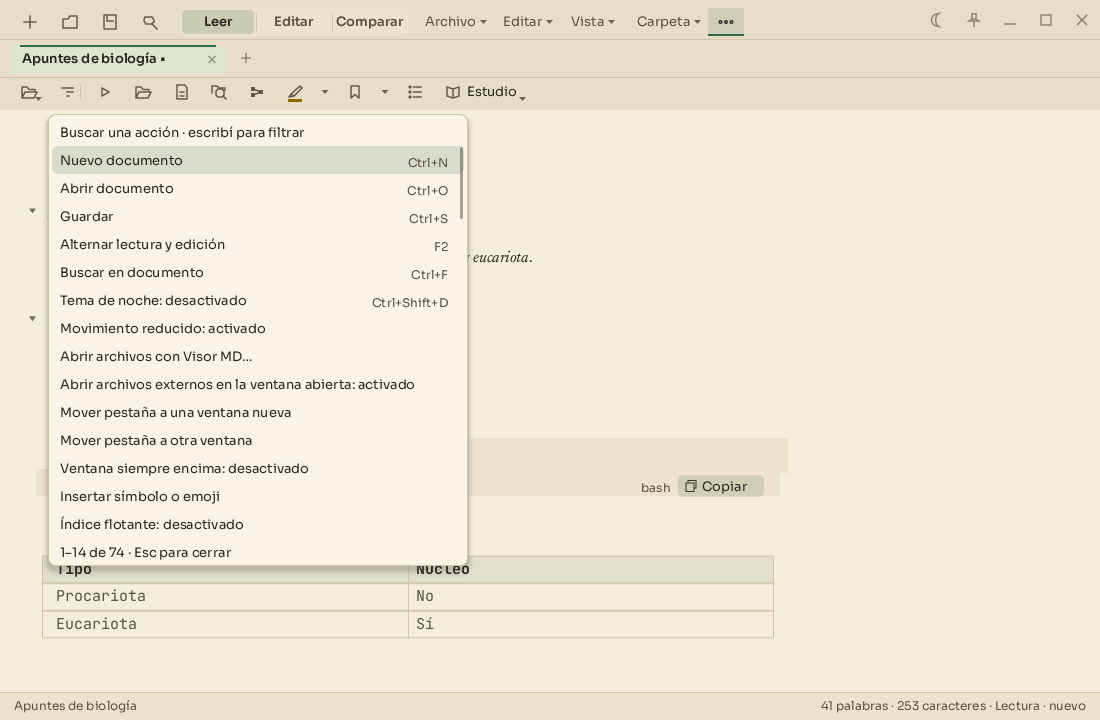 Leer Editar Comparar Archivo Editar Vista Carpeta
Apuntes de biología
Estudio
Buscar una acción · escribí para filtrar
Nuevo documento Ctrl+N
Abrir documento Ctrl+O
Guardar Ctrl+S
Alternar lectura y edición F2
y eucariota.
Buscar en documento Ctrl+F
Tema de noche: desactivado Ctrl+Shift+D
Movimiento reducido: activado
Abrir archivos con Visor MD...
Abrir archivos externos en la ventana abierta: activado
Mover pestaña a una ventana nueva
Mover pestaña a otra ventana
Ventana siempre encima: desactivado
bash Copiar
Insertar símbolo o emoji
Índice flotante: desactivado
1–14 de 74 · Esc para cerrar
Tipo Núcleo
Procariota No
Eucariota Sí
Apuntes de biología 41 palabras · 253 caracteres · Lectura · nuevo